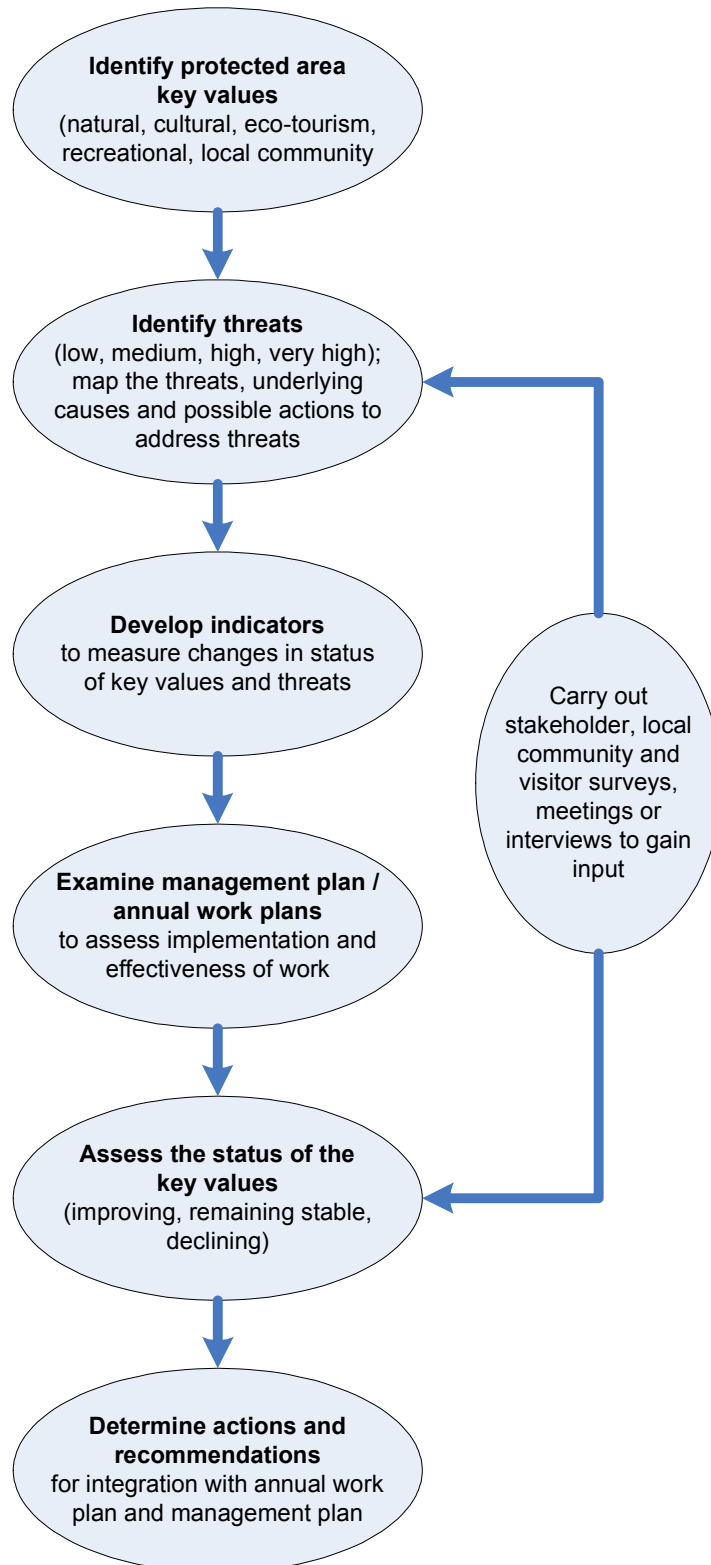 Identify protected area
key values
(natural, cultural, eco-tourism,
recreational, local community
Identify threats
(low, medium, high, very high);
map the threats, underlying
causes and possible actions to
address threats
Develop indicators
to measure changes in status
of key values and threats
Carry out
stakeholder, local
community and
visitor surveys,
meetings or
interviews to gain
input
Examine management plan /
annual work plans
to assess implementation and
effectiveness of work
Assess the status of the
key values
(improving, remaining stable,
declining)
Determine actions and
recommendations
for integration with annual work
plan and management plan